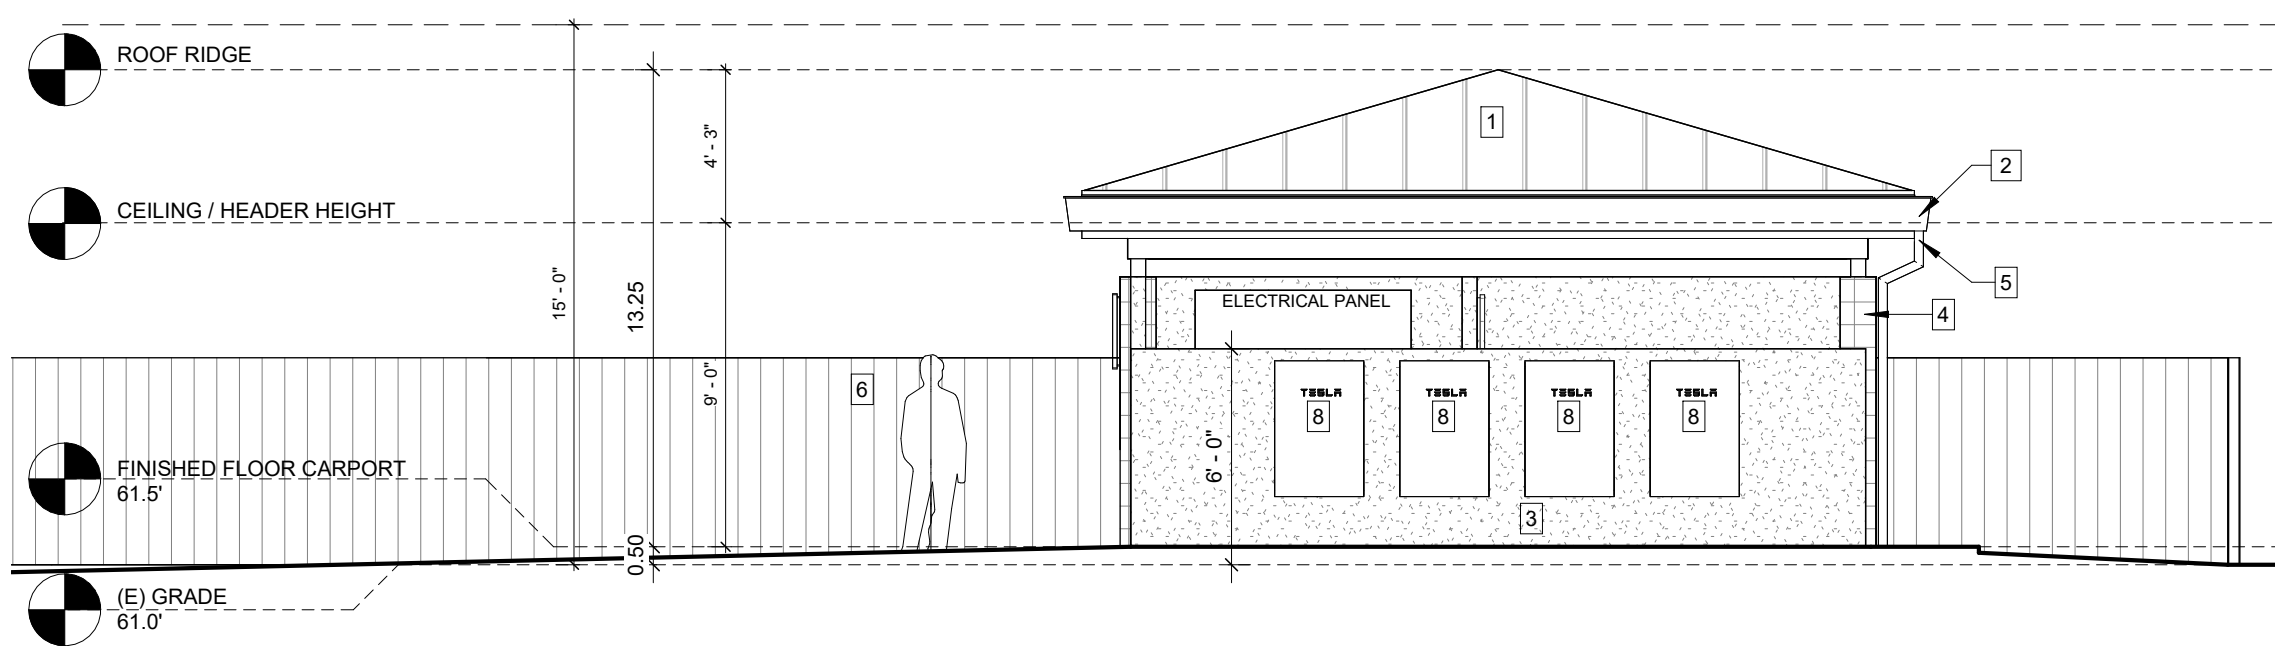 ROOF RIDGE
1
4' - 3"
2
CEILING / HEADER HEIGHT
15' - 0"
13.25
5
ELECTRICAL PANEL
4
9' - 0"
6
TESLA
TESLA
TESLA
TESLA
8
8
8
8
6' - 0"
FINISHED FLOOR CARPORT
61.5'
3
0.50
(E) GRADE
61.0'